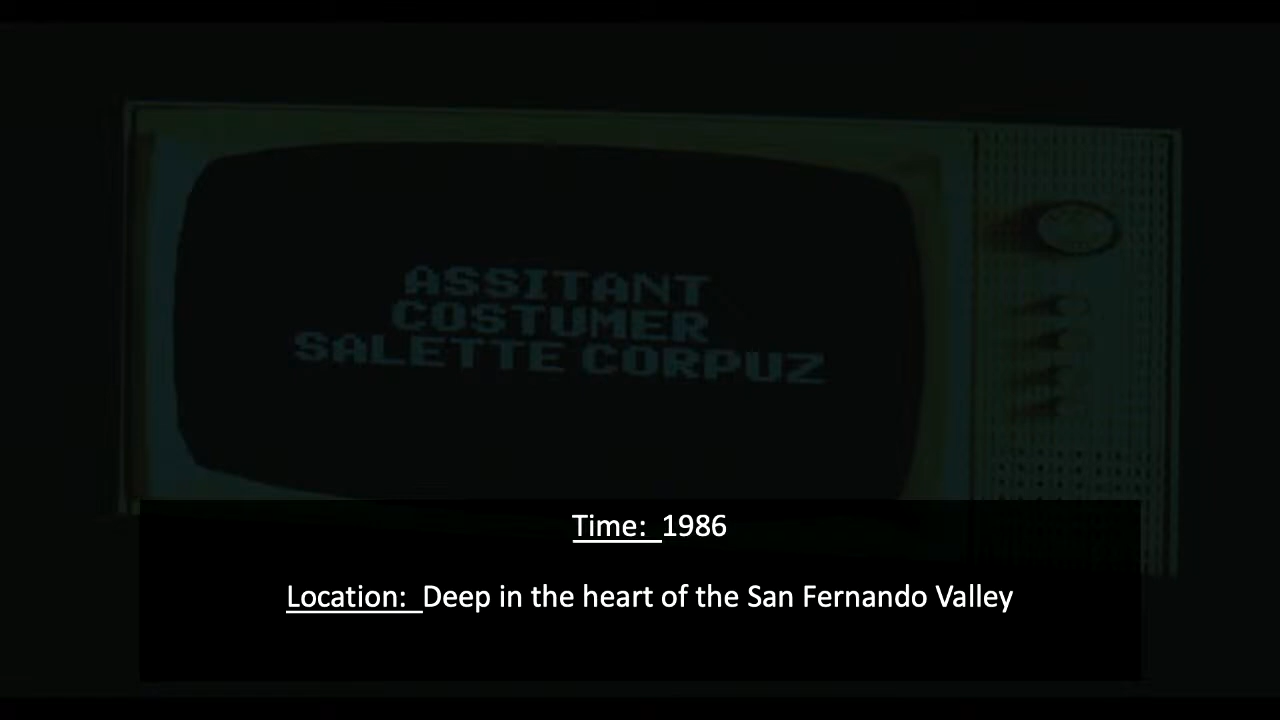 ASSITANT
COSTUMER
SALETTE CORPUZ
Time: 1986
Location: Deep in the heart of the San Fernando Valley